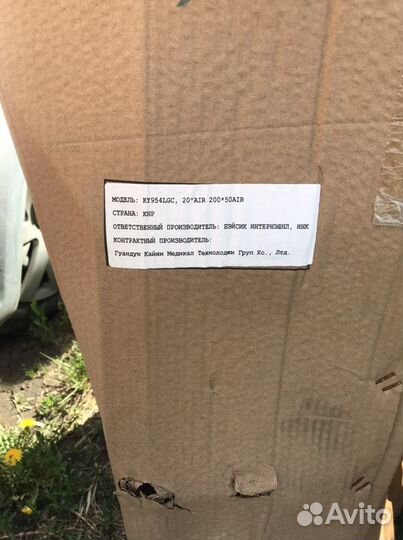 МОДЕЛЬ: KY954LGC, 20"AIR 200*50AIR
СТРАНА: КНР
ОТВЕТСТВЕННЫЙ ПРОИЗВОДИТЕЛЬ: БЭЙСИК ИНТЕРНЭШНЛ, ИНК
КОНТРАКТНЫЙ ПРОИЗВОДИТЕЛЬ:
Гуандун Кайян Медикал Технолоджи Груп Ко., Лтд.
Avito